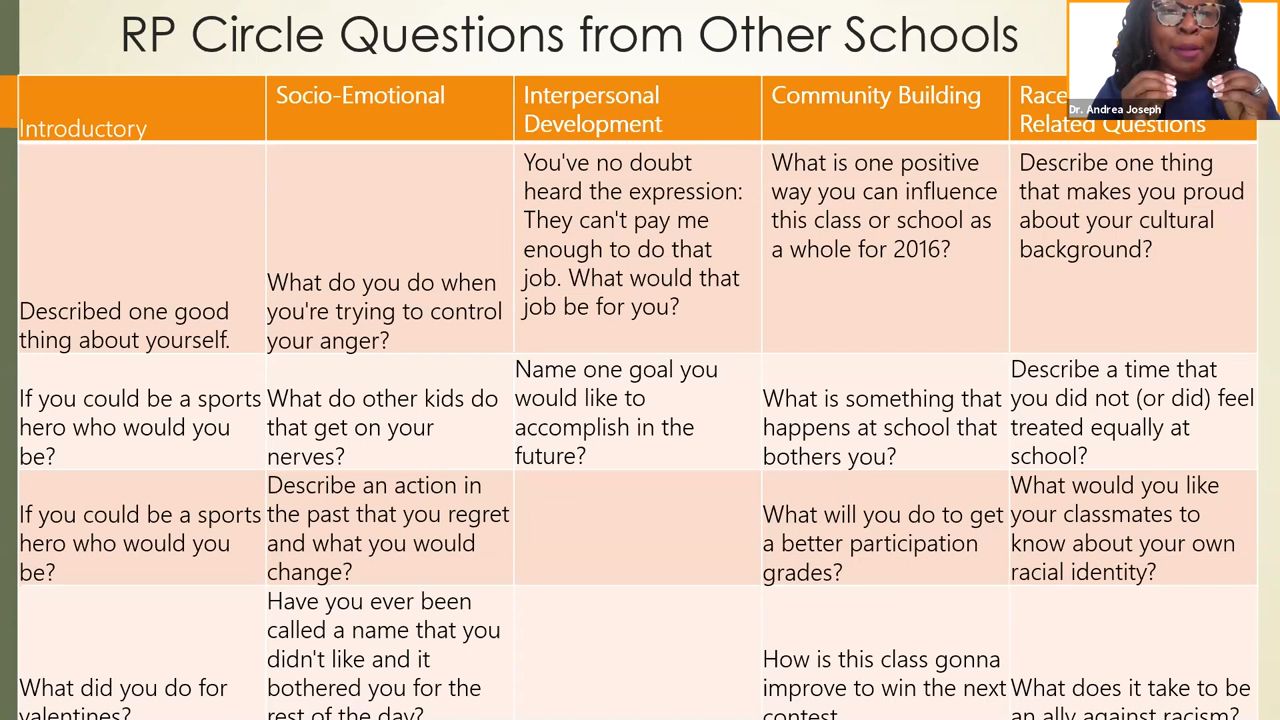 RP Circle Questions from Other Schools
Dr. Andrea Joseph
Introductory
Socio-Emotional
Interpersonal
Development
Community Building
Race
Related Questions
Described one good
thing about yourself.
What do you do when
you're trying to control
your anger?
You've no doubt
heard the expression:
They can't pay me
enough to do that
job. What would that
job be for you?
What is one positive
way you can influence
this class or school as
a whole for 2016?
Describe one thing
that makes you proud
about your cultural
background?
If you could be a sports
hero who would you
be?
What do other kids do
that get on your
nerves?
Name one goal you
would like to
accomplish in the
future?
What is something that
happens at school that
bothers you?
Describe a time that
you did not (or did) feel
treated equally at
school?
If you could be a sports
hero who would you
be?
Describe an action in
the past that you regret
and what you would
change?
What will you do to get
a better participation
grades?
What would you like
your classmates to
know about your own
racial identity?
What did you do for
valentines?
Have you ever been
called a name that you
didn't like and it
bothered you for the
rest of the day?
How is this class gonna
improve to win the next
contest
What does it take to be
an ally against racism?